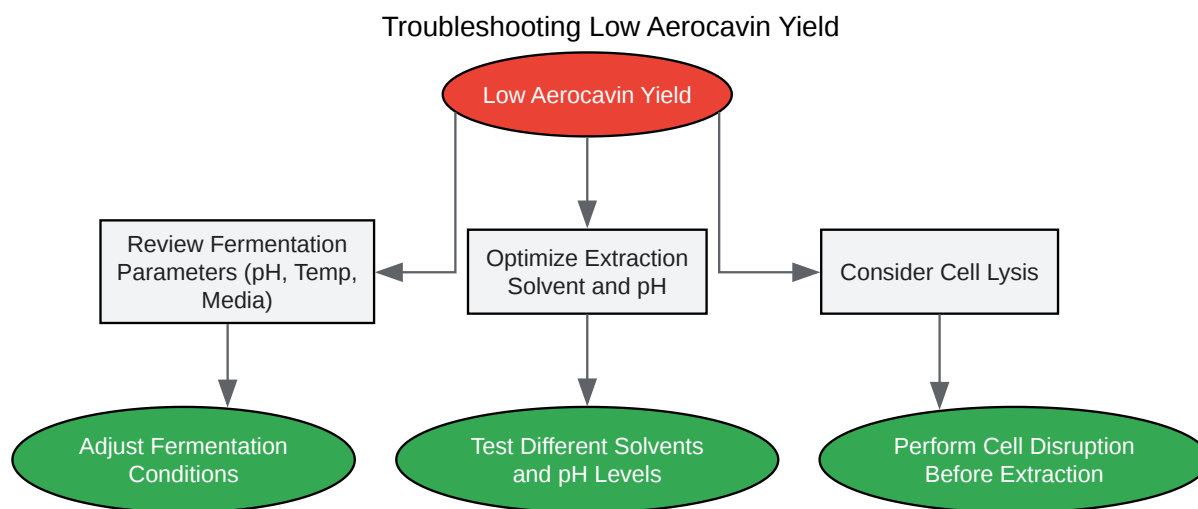 Troubleshooting Low Aerocavin Yield
Low Aerocavin Yield
Review Fermentation
Parameters (pH, Temp,
Media)
Optimize Extraction
Solvent and pH
Consider Cell Lysis
Adjust Fermentation
Conditions
Test Different Solvents
and pH Levels
Perform Cell Disruption
Before Extraction